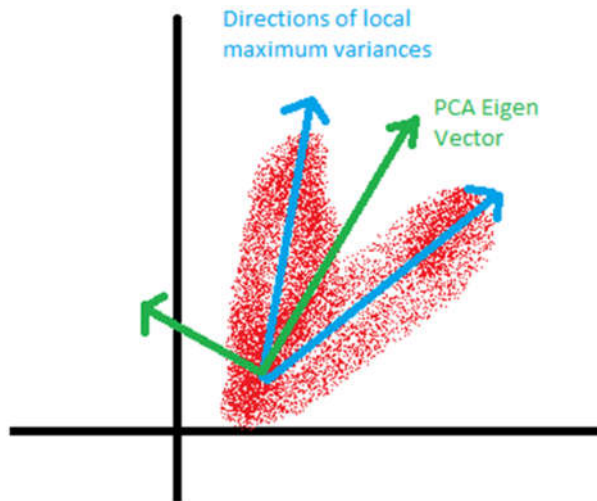 Directions of local
maximum variances
PCA Eigen
Vector